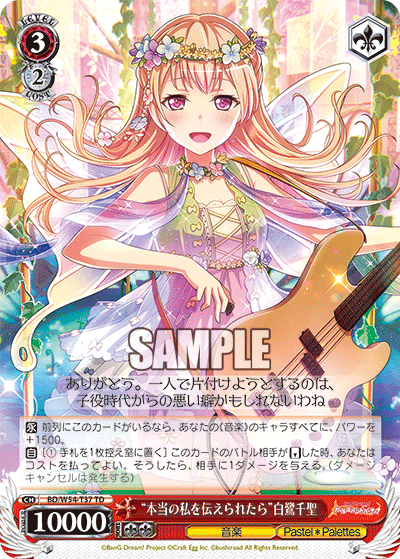 LEVEL
3
2
COST
SAMPLE
ありがとう。一人で片付けようとするのは、
子役時代からの悪い癖かもしれないわね
永 前列にこのカードがいるなら、あなたの《音楽》のキャラすべてに、パワーを
+1500。
自 [① 手札を1枚控え室に置く] このカードのバトル相手が した時、あなたは
コストを払ってよい。そうしたら、相手に1ダメージを与える。(ダメージ
キャンセルは発生する)
CH BD/W54-T37 TD
10000
“本当の私を伝えられたら”白鷺千聖
音楽
Pastel*Palettes
©BanG Dream! Project ©Craft Egg Inc. ©bushiroad All Rights Reserved.